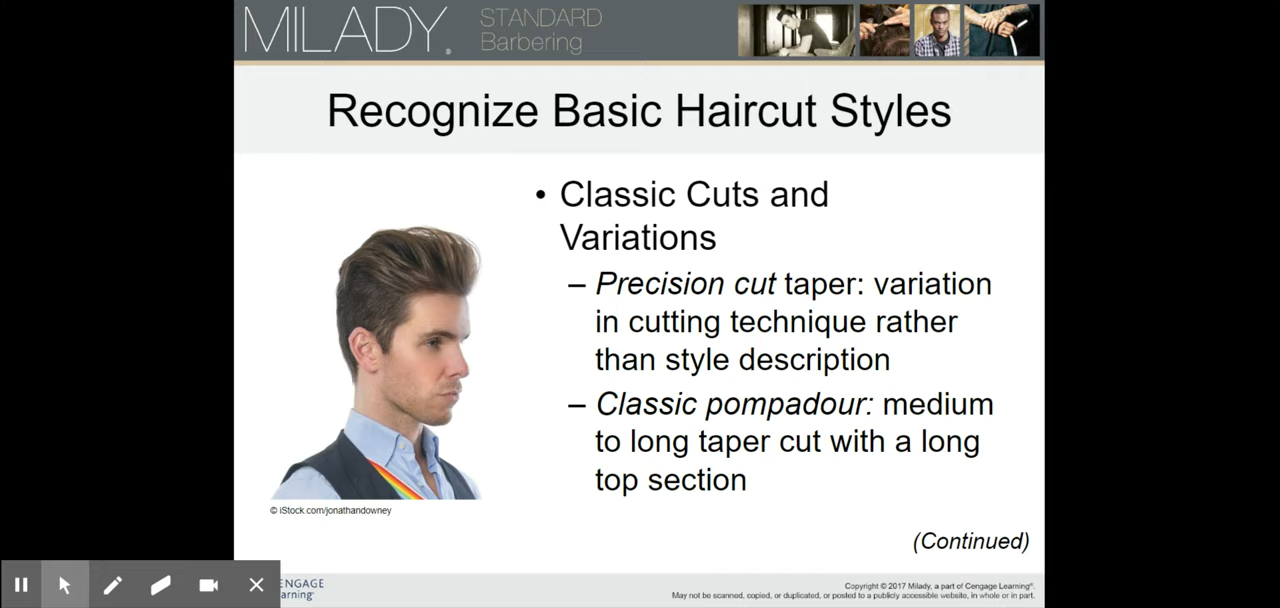 MILADY®
STANDARD
Barbering
Recognize Basic Haircut Styles
• Classic Cuts and
Variations
– Precision cut taper: variation
in cutting technique rather
than style description
– Classic pompadour: medium
to long taper cut with a long
top section
© iStock.com/jonathandowney
(Continued)
ENGAGE
arning®
Copyright © 2017 Milady, a part of Cengage Learning®.
May not be scanned, copied, or duplicated, or posted to a publicly accessible website, in whole or in part.